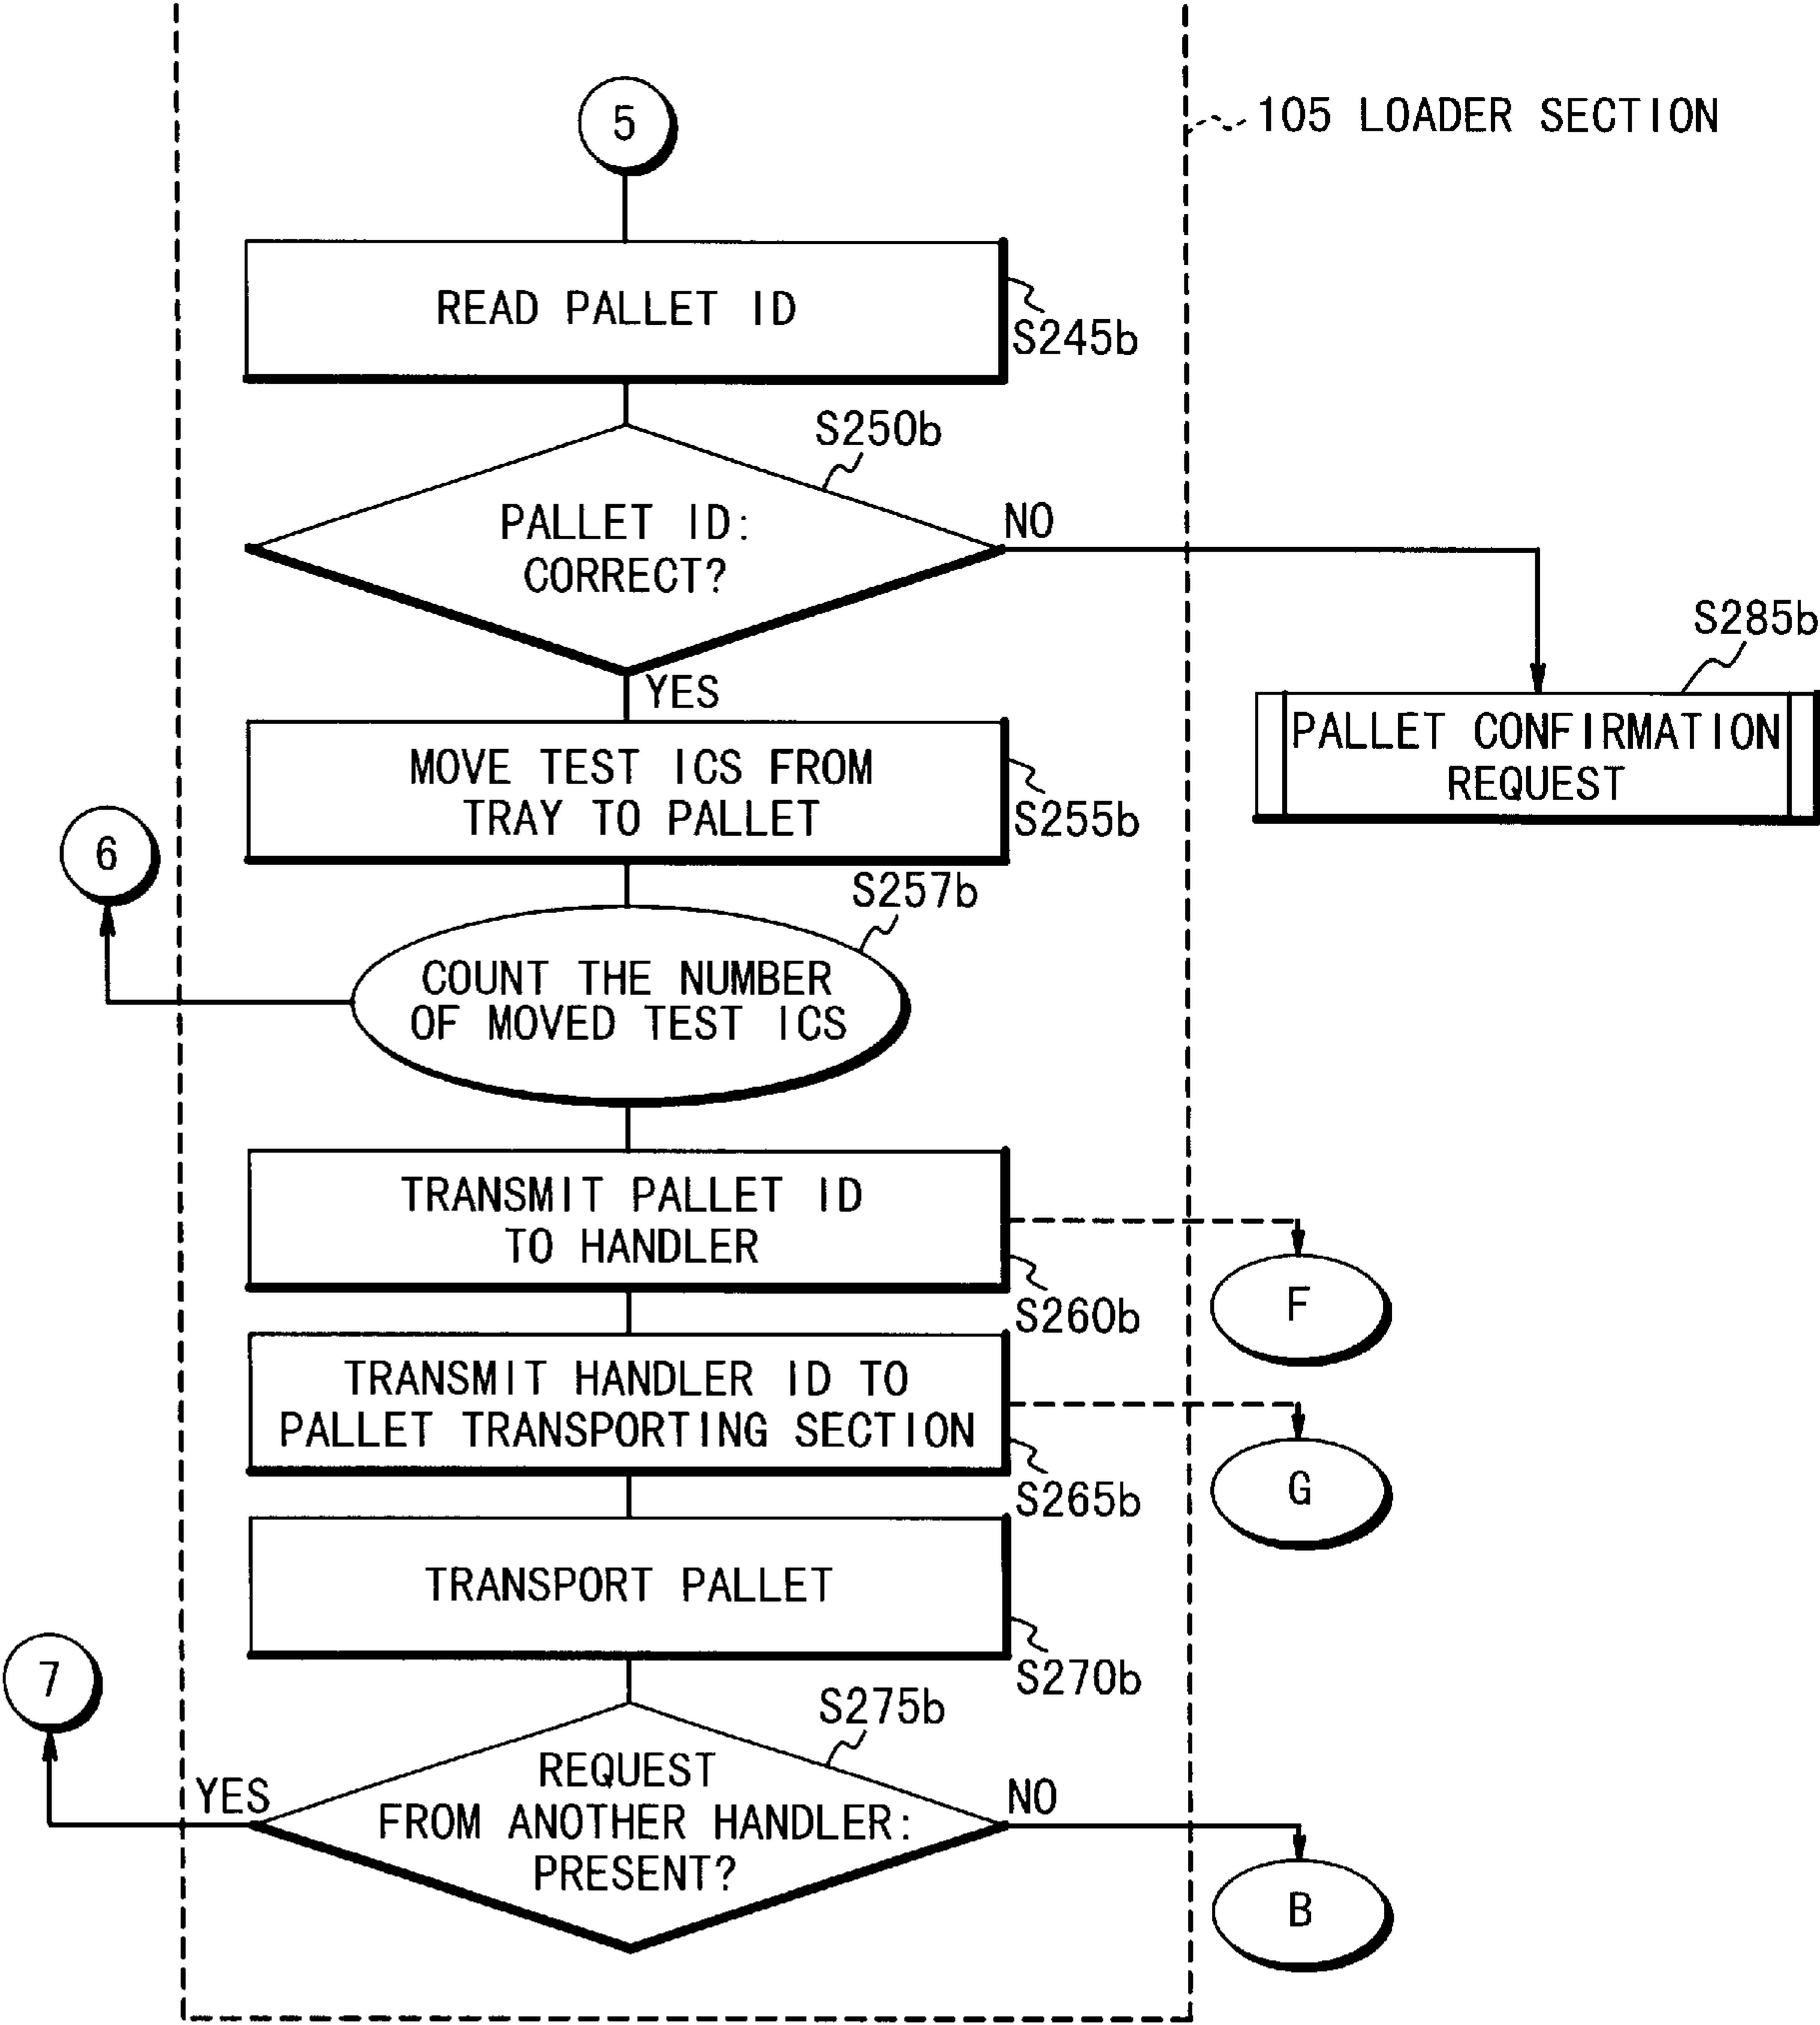 5
105 LOADER SECTION
READ PALLET ID
S245b
S250b
PALLET ID:
CORRECT?
NO
YES
S285b
PALLET CONFIRMATION
REQUEST
MOVE TEST ICS FROM
TRAY TO PALLET
S255b
6
S257b
COUNT THE NUMBER
OF MOVED TEST ICS
TRANSMIT PALLET ID
TO HANDLER
S260b
F
TRANSMIT HANDLER ID TO
PALLET TRANSPORTING SECTION
S265b
G
TRANSPORT PALLET
S270b
7
S275b
REQUEST
FROM ANOTHER HANDLER:
PRESENT?
YES
NO
B